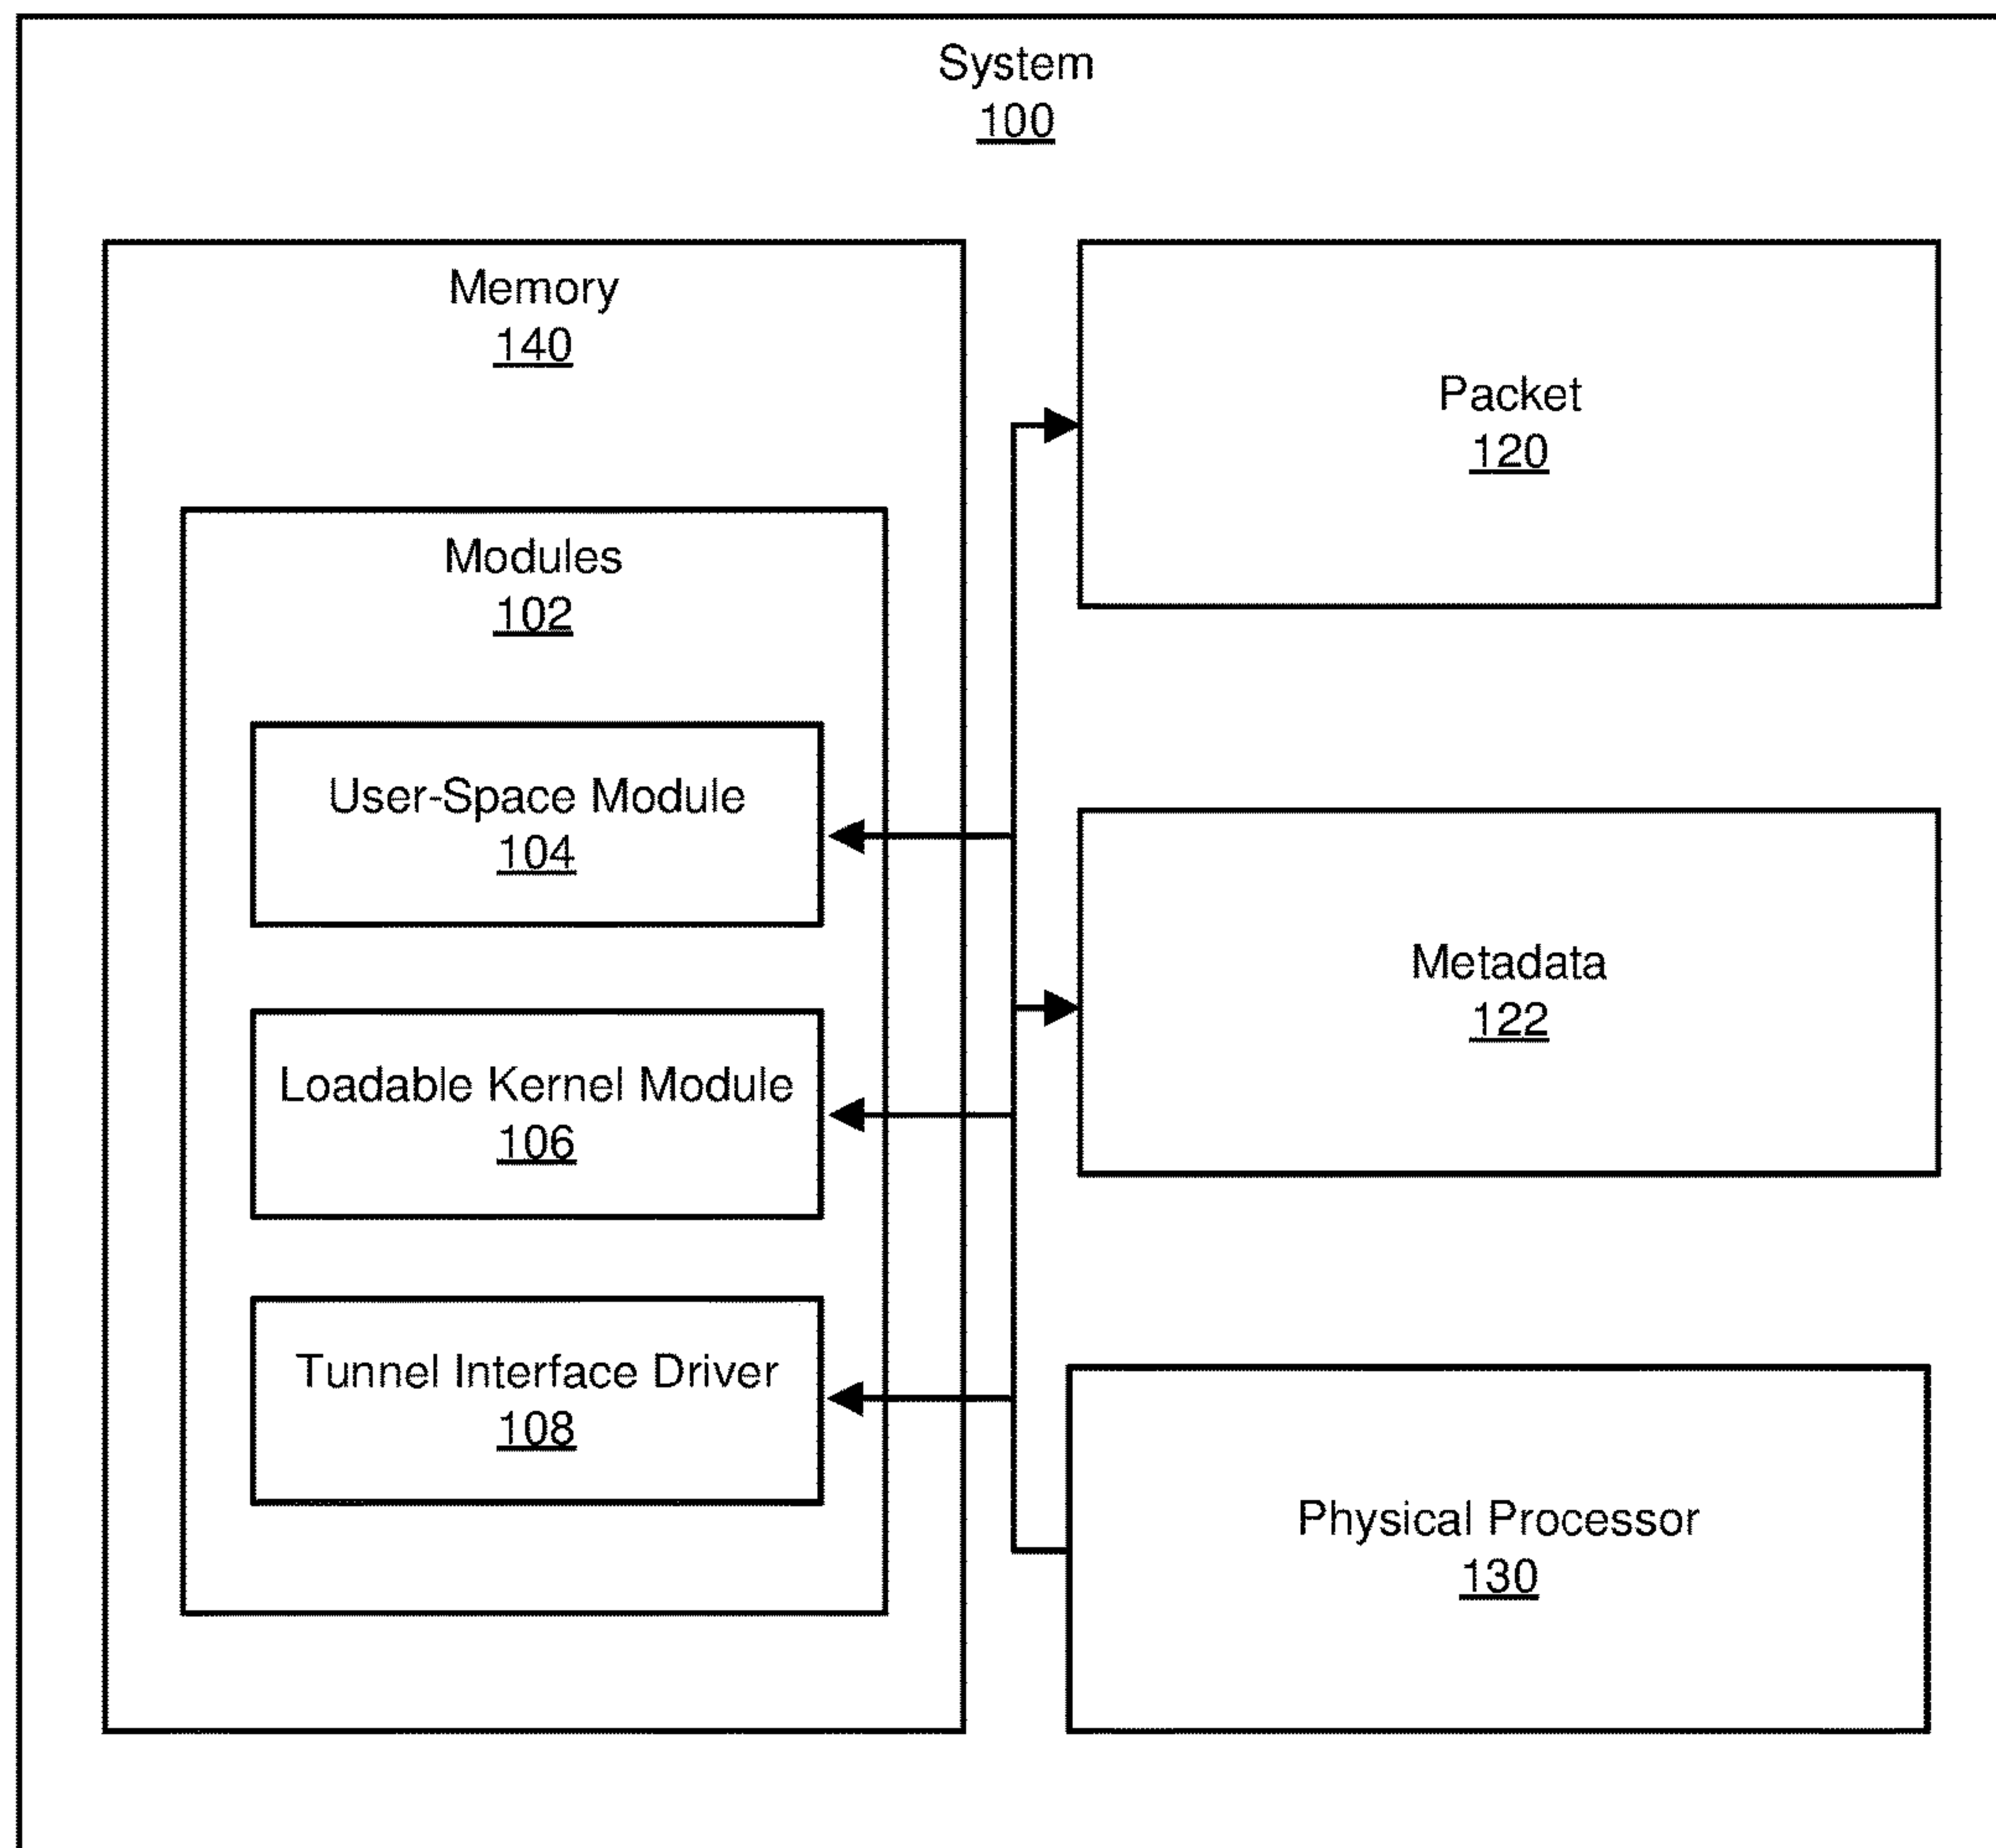 System
100
Memory
140
Modules
102
User-Space Module
104
Loadable Kernel Module
106
Tunnel Interface Driver
108
Packet
120
Metadata
122
Physical Processor
130